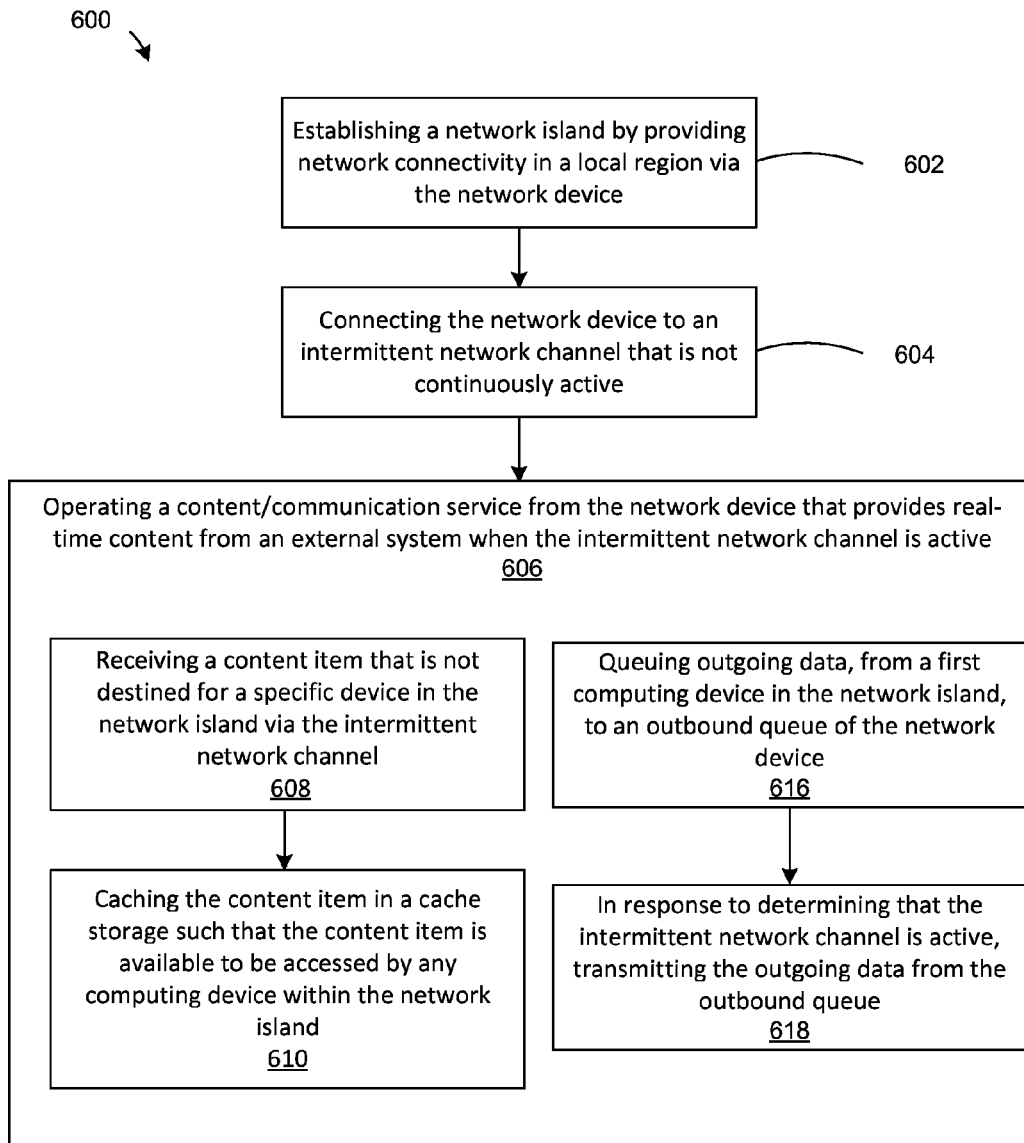 600
Establishing a network island by providing
network connectivity in a local region via
the network device
602
Connecting the network device to an
intermittent network channel that is not
continuously active
604
Operating a content/communication service from the network device that provides real-
time content from an external system when the intermittent network channel is active
606
Receiving a content item that is not
destined for a specific device in the
network island via the intermittent
network channel
608
Caching the content item in a cache
storage such that the content item is
available to be accessed by any
computing device within the network
island
610
Queuing outgoing data, from a first
computing device in the network island,
to an outbound queue of the network
device
616
In response to determining that the
intermittent network channel is active,
transmitting the outgoing data from the
outbound queue
618